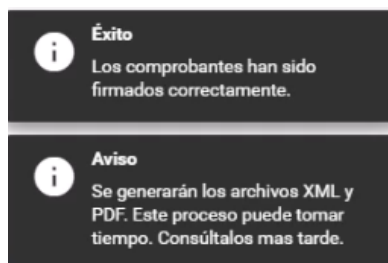 Éxito
Los comprobantes han sido
firmados correctamente.
Aviso
Se generarán los archivos XML y
PDF. Este proceso puede tomar
tiempo. Consúltalos mas tarde.